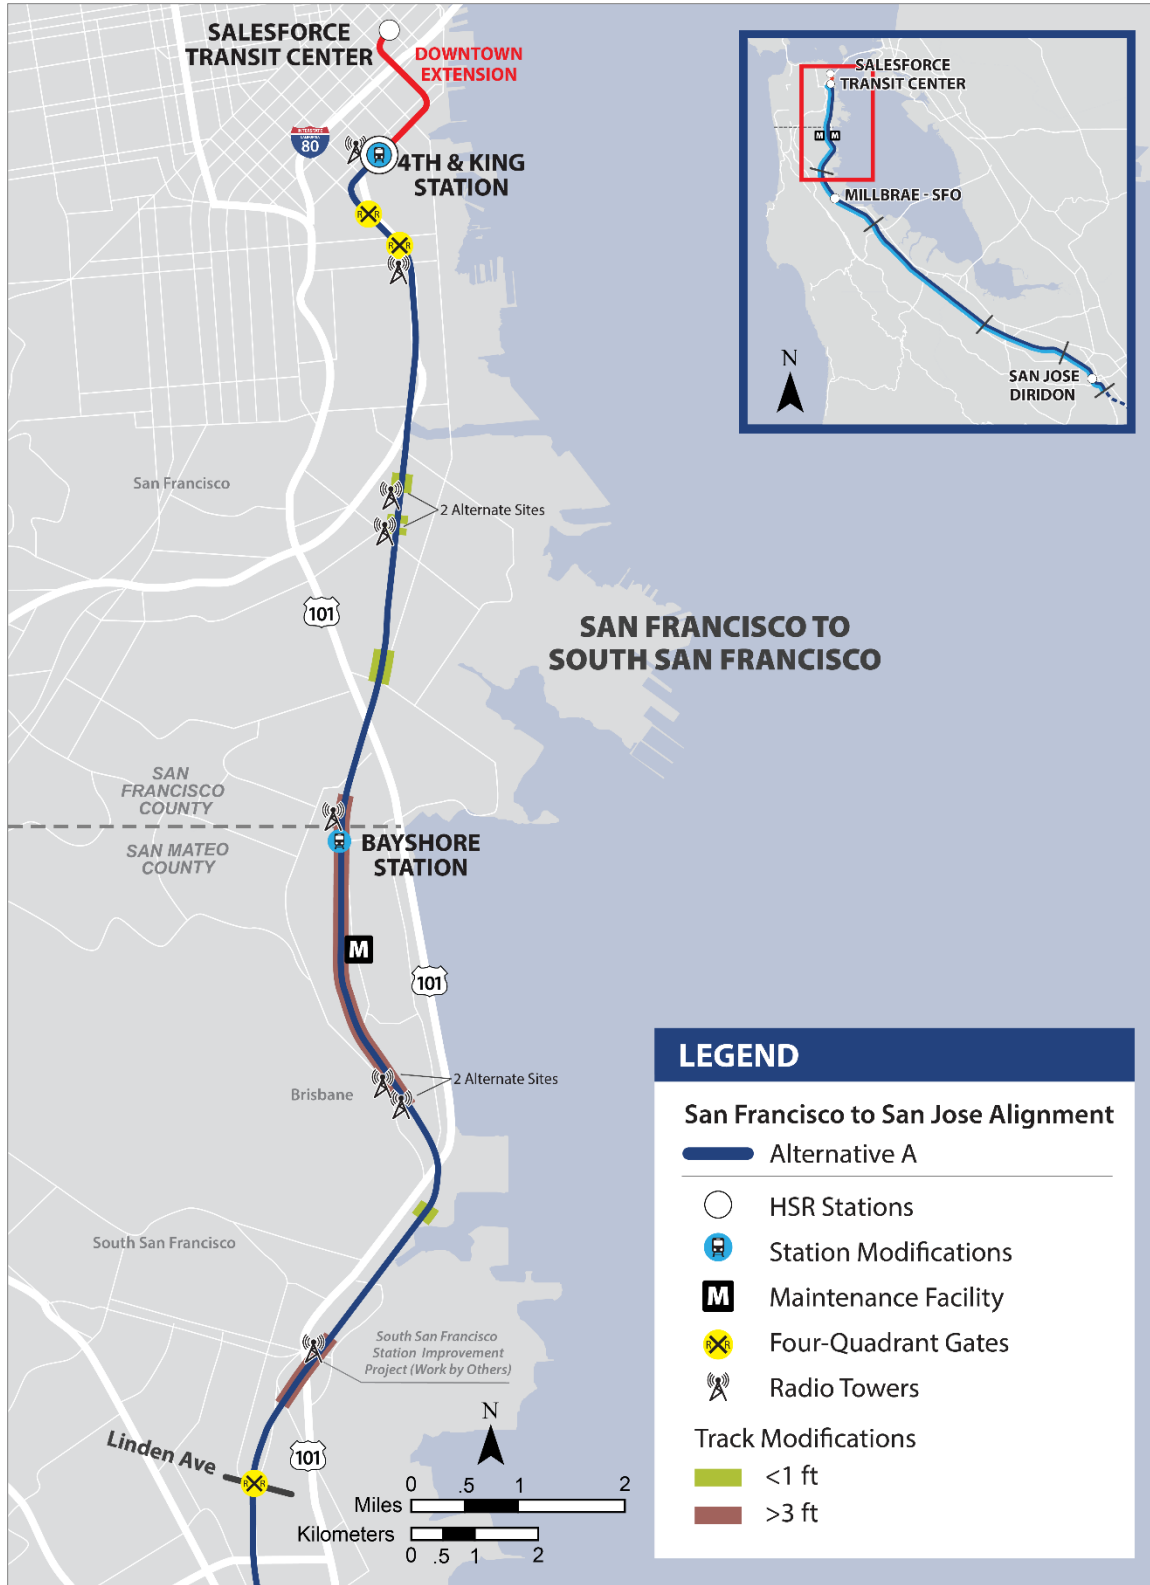 SALESFORCE
TRANSIT CENTER
DOWNTOWN
EXTENSION
INTERSTATE
CALIFORNIA
80
4TH & KING
STATION
R R
R R
SALESFORCE
TRANSIT CENTER
M M
MILLBRAE - SFO
N
SAN JOSE
DIRIDON
San Francisco
2 Alternate Sites
101
SAN FRANCISCO TO
SOUTH SAN FRANCISCO
SAN
FRANCISCO
COUNTY
SAN MATEO
COUNTY
BAYSHORE
STATION
M
101
2 Alternate Sites
Brisbane
South San Francisco
South San Francisco
Station Improvement
Project (Work by Others)
Linden Ave
101
R R
N
0 .5 1 2
Miles
Kilometers
0 .5 1 2
LEGEND
San Francisco to San Jose Alignment
Alternative A
HSR Stations
Station Modifications
M Maintenance Facility
R R Four-Quadrant Gates
Radio Towers
Track Modifications
<1 ft
>3 ft